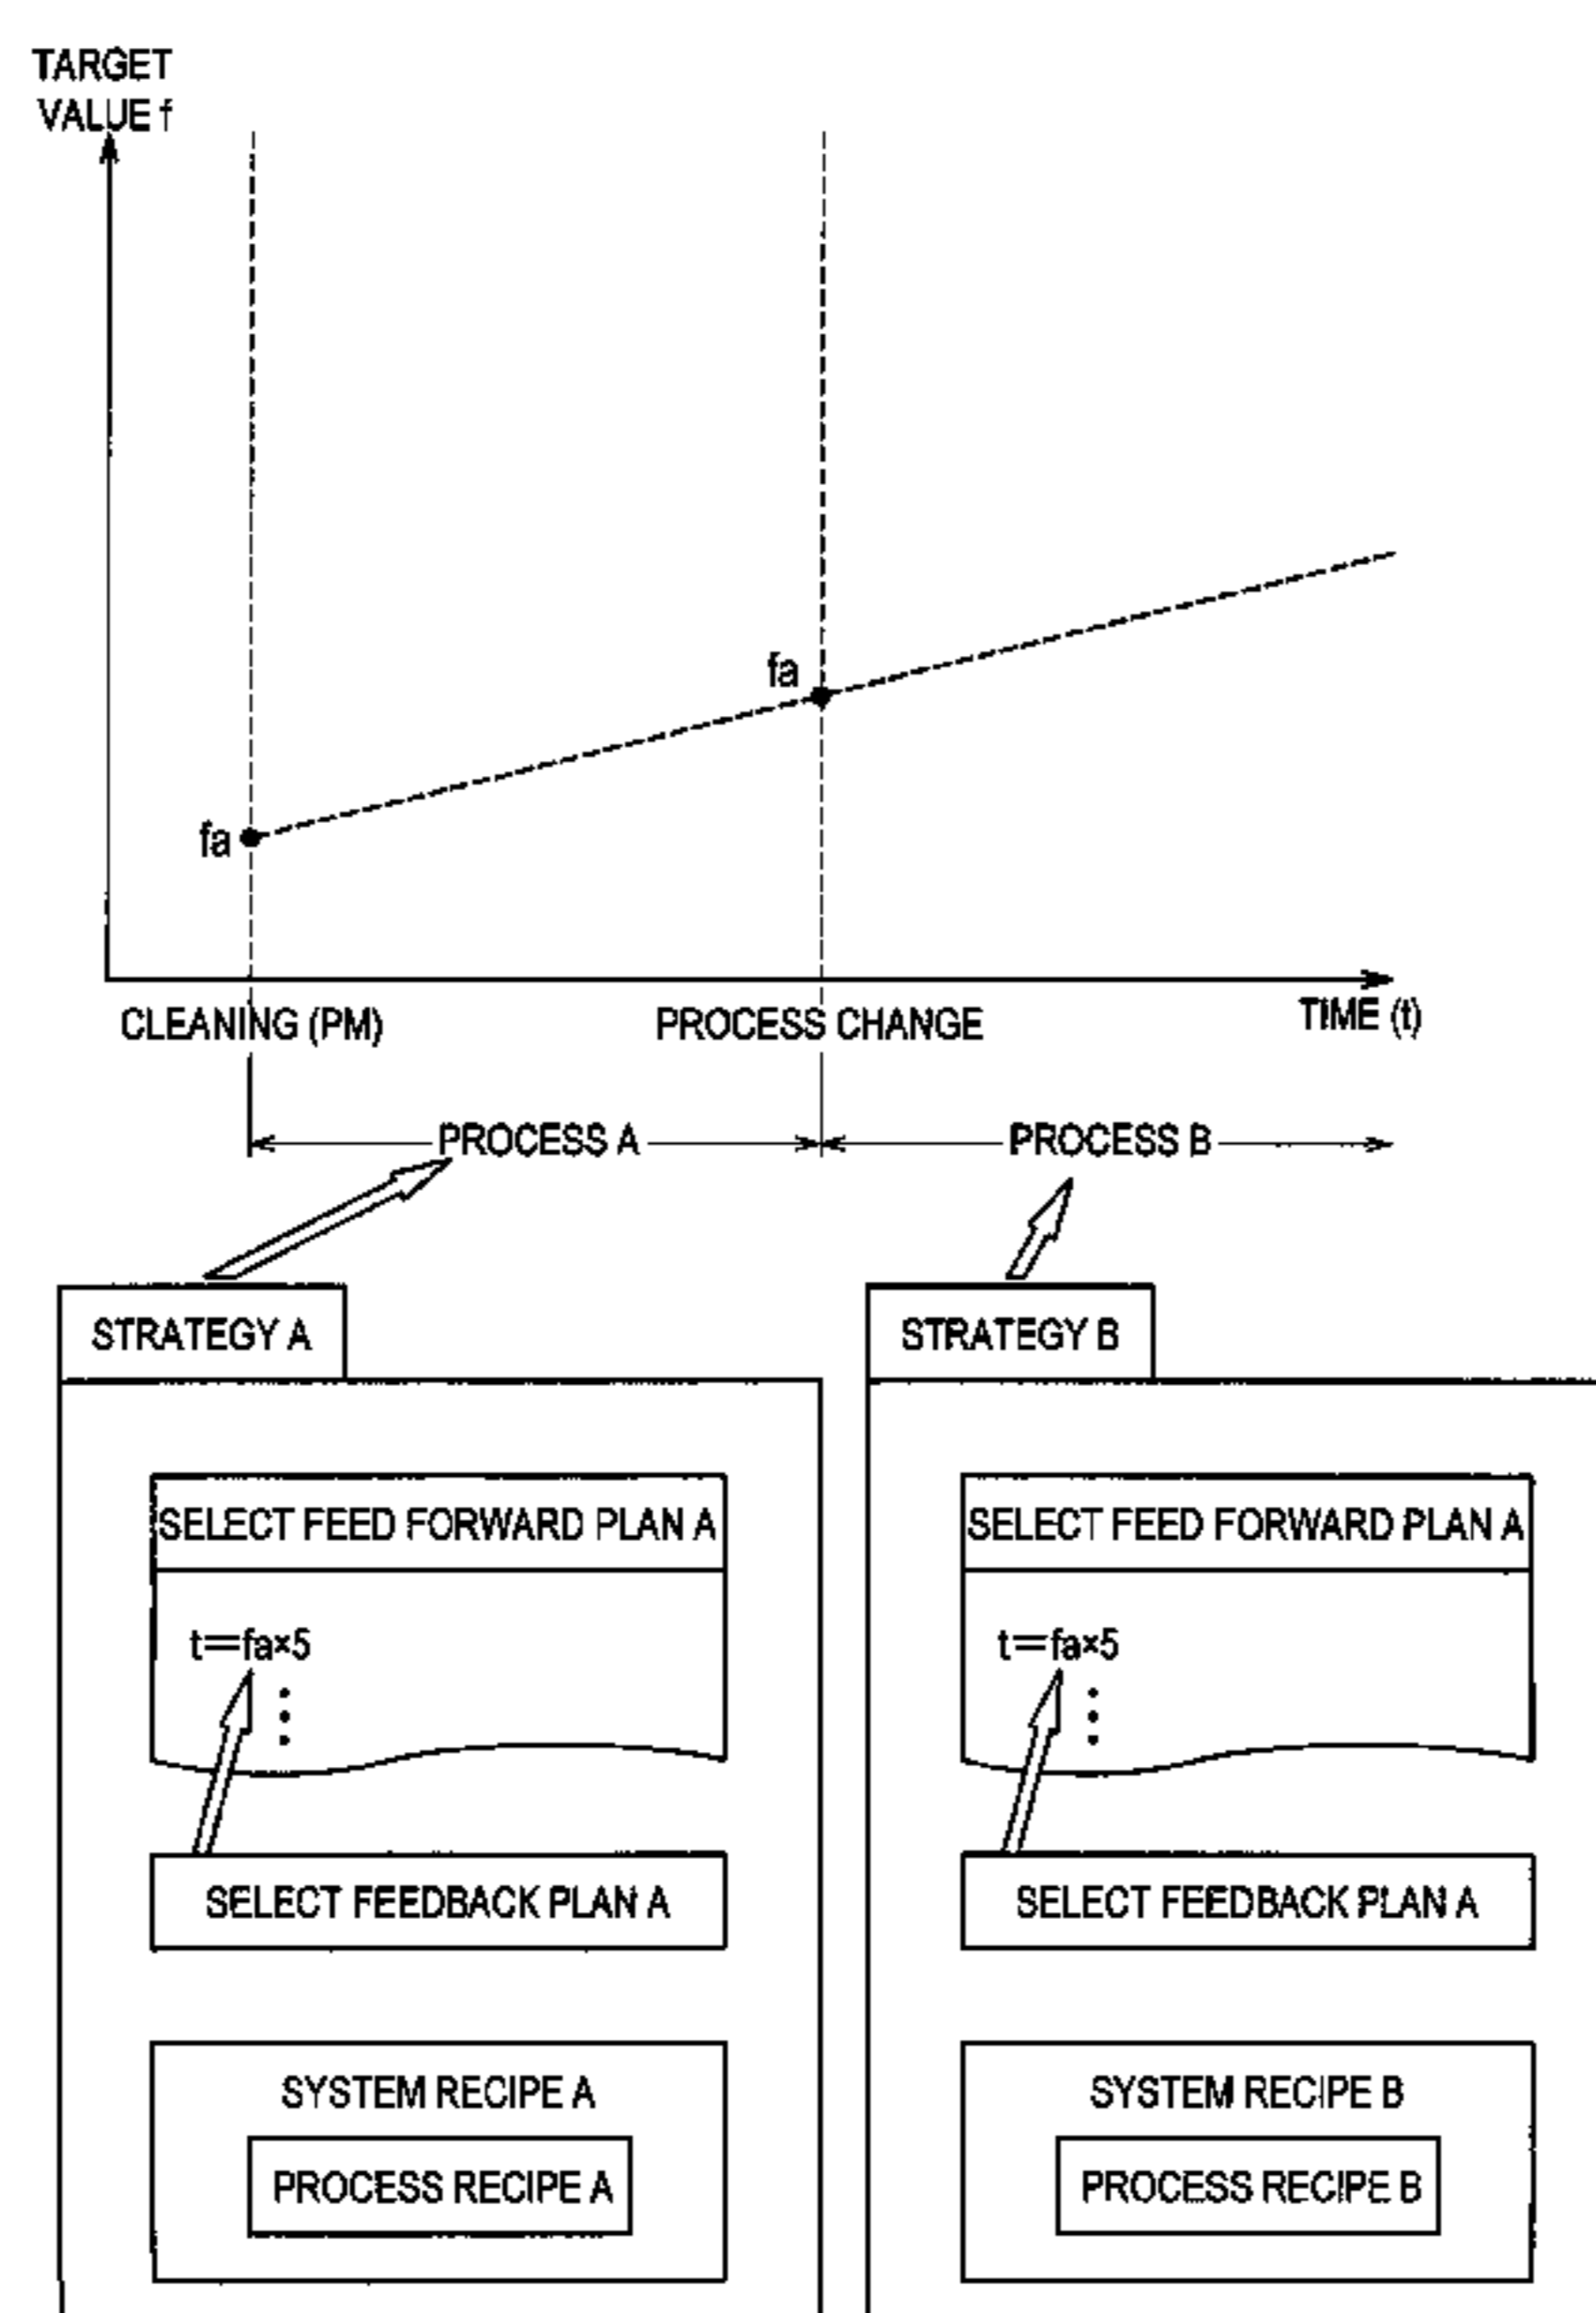 TARGET
VALUE f
fa
fa
CLEANING (PM)
PROCESS CHANGE
TIME (t)
PROCESS A
PROCESS B
STRATEGY A
SELECT FEED FORWARD PLAN A
t=fa×5
SELECT FEEDBACK PLAN A
SYSTEM RECIPE A
PROCESS RECIPE A
STRATEGY B
SELECT FEED FORWARD PLAN A
t=fa×5
SELECT FEEDBACK PLAN A
SYSTEM RECIPE B
PROCESS RECIPE B